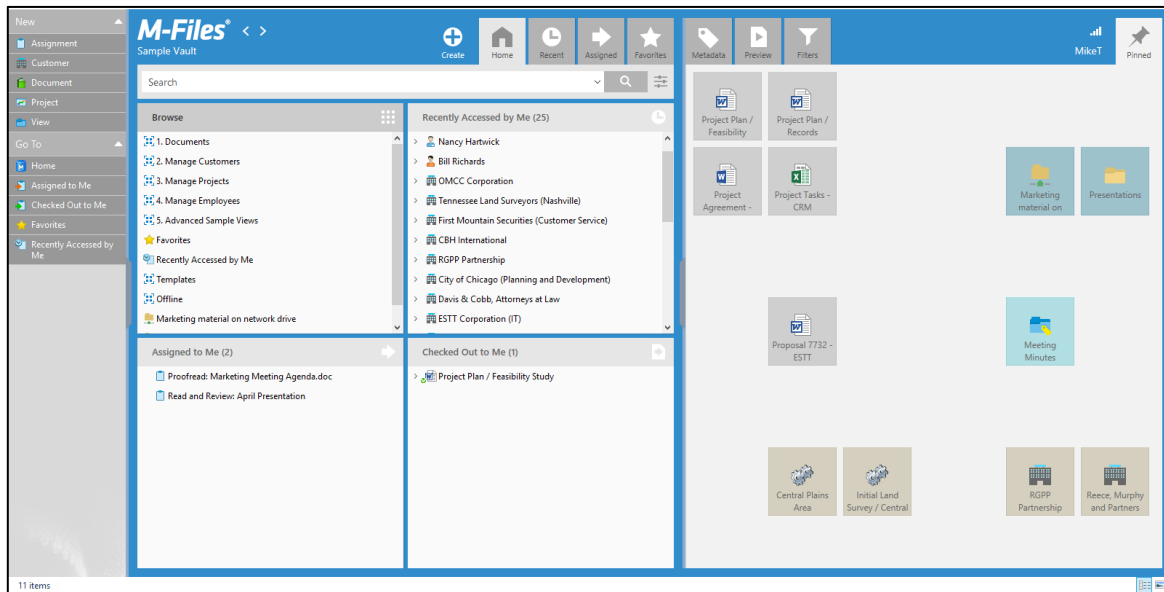 New
Assignment
Customer
Document
Project
View
Go To
Home
Assigned to Me
Checked Out to Me
Favorites
Recently Accessed by
Me
M-Files®
Sample Vault
Create
Home
Recent
Assigned
Favorites
Metadata
Preview
Filters
MikeT
Pinned
Search
Browse
1. Documents
2. Manage Customers
3. Manage Projects
4. Manage Employees
5. Advanced Sample Views
Favorites
Recently Accessed by Me
Templates
Offline
Marketing material on network drive
Recently Accessed by Me (25)
Nancy Hartwick
Bill Richards
OMCC Corporation
Tennessee Land Surveyors (Nashville)
First Mountain Securities (Customer Service)
CBH International
RGPP Partnership
City of Chicago (Planning and Development)
Davis & Cobb, Attorneys at Law
ESTT Corporation (IT)
Assigned to Me (2)
Proofread: Marketing Meeting Agenda.doc
Read and Review: April Presentation
Checked Out to Me (1)
Project Plan / Feasibility Study
Project Plan /
Feasibility
Project Plan /
Records
Project
Agreement -
Project Tasks -
CRM
Marketing
material on
Presentations
Proposal 7732 -
ESTT
Meeting
Minutes
Central Plains
Area
Initial Land
Survey / Central
RGPP
Partnership
Reece, Murphy
and Partners
11 items